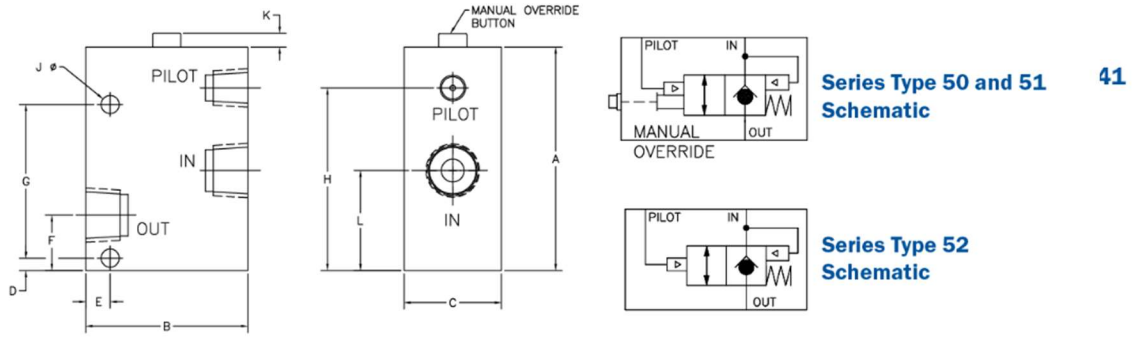 K
MANUAL OVERRIDE
BUTTON
J ø
PILOT
IN
OUT
G
F
D
E
B
PILOT
IN
H
L
A
C
PILOT
IN
OUT
MANUAL
OVERRIDE
Series Type 50 and 51
Schematic
41
PILOT
IN
OUT
Series Type 52
Schematic